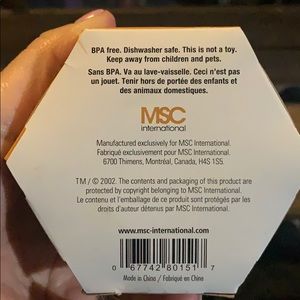 BPA free. Dishwasher safe. This is not a toy.
Keep away from children and pets.
Sans BPA. Va au lave-vaisselle. Ceci n'est pas
un jouet. Tenir hors de portée des enfants et
des animaux domestiques.
MSC
international
Manufactured exclusively for MSC International.
Fabriqué exclusivement pour MSC International.
6700 Thimens, Montréal, Canada, H4S 1S5.
TM / © 2002. The contents and packaging of this product are
protected by copyright belonging to MSC International.
Le contenu et l'emballage de ce produit sont protégés par les
droits d'auteur détenus par MSC International.
www.msc-international.com
0 67742 80151 7
Made in China / Fabriqué en Chine